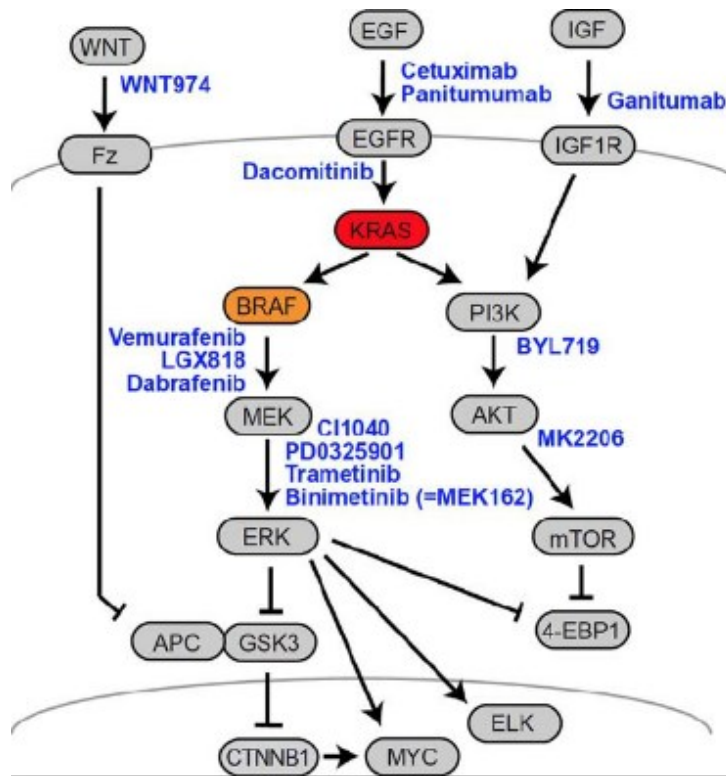 WNT
EGF
IGF
WNT974
Cetuximab
Panitumumab
Ganitumab
Fz
EGFR
IGF1R
Dacomitinib
KRAS
BRAF
PI3K
Vemurafenib
LGX818
Dabrafenib
BYL719
MEK
AKT
CI1040
PD0325901
Trametinib
Binimetinib (=MEK162)
MK2206
ERK
mTOR
APC
GSK3
4-EBP1
ELK
CTNNB1
MYC